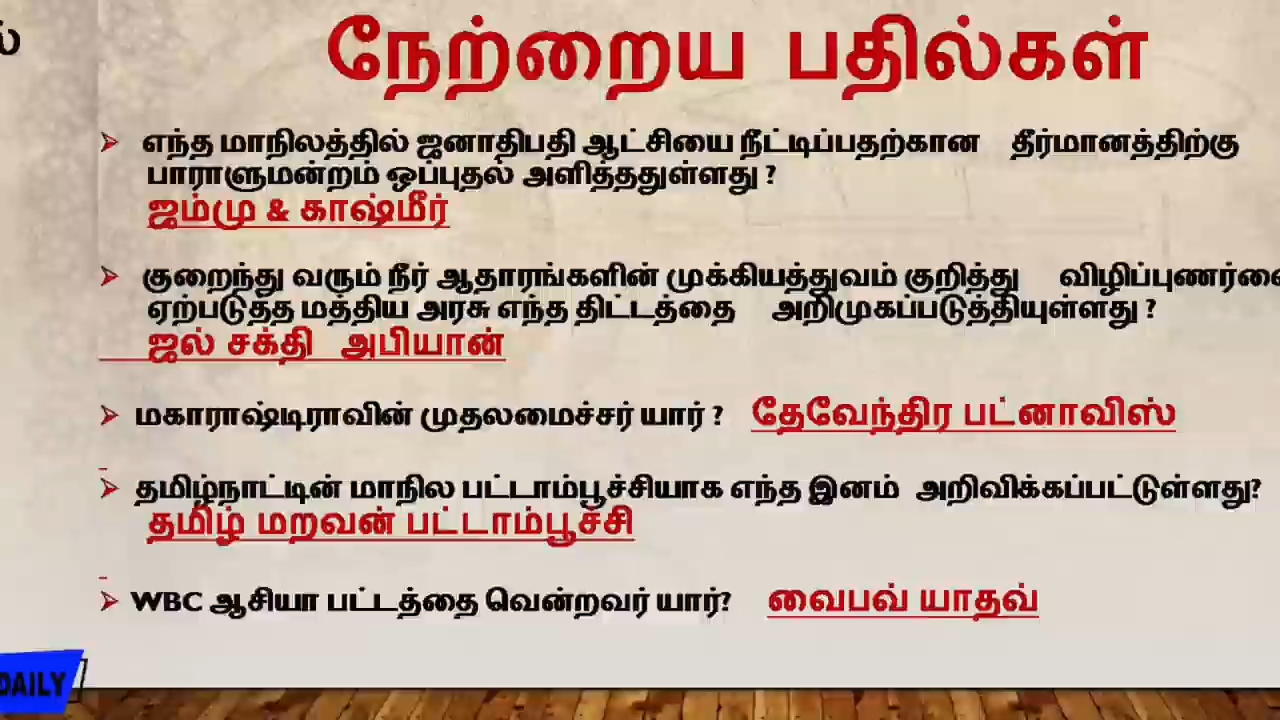 ல்
நேற்றைய பதில்கள்
எந்த மாநிலத்தில் ஜனாதிபதி ஆட்சியை நீட்டிப்பதற்கான தீர்மானத்திற்கு
பாராளுமன்றம் ஒப்புதல் அளித்ததுள்ளது ?
ஜம்மு & காஷ்மீர்
குறைந்து வரும் நீர் ஆதாரங்களின் முக்கியத்துவம் குறித்து
ஏற்படுத்த மத்திய அரசு எந்த திட்டத்தை அறிமுகப்படுத்தியுள்ளது ?
ஜல் சக்தி அபியான்
மகாராஷ்டிராவின் முதலமைச்சர் யார் ? தேவேந்திர பட்னாவிஸ்
தமிழ்நாட்டின் மாநில பட்டாம்பூச்சியாக எந்த இனம் அறிவிக்கப்பட்டுள்ளது?
தமிழ் மறவன் பட்டாம்பூச்சி
WBC ஆசியா பட்டத்தை வென்றவர் யார்? வைபவ் யாதவ்
DAILY